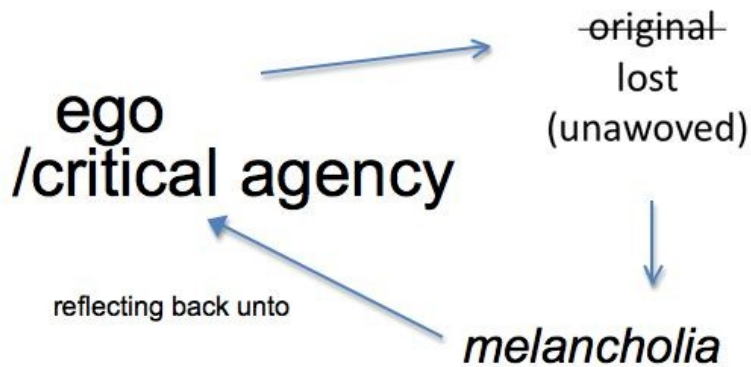 original
lost
(unawoved)
ego
/critical agency
reflecting back unto
melancholia